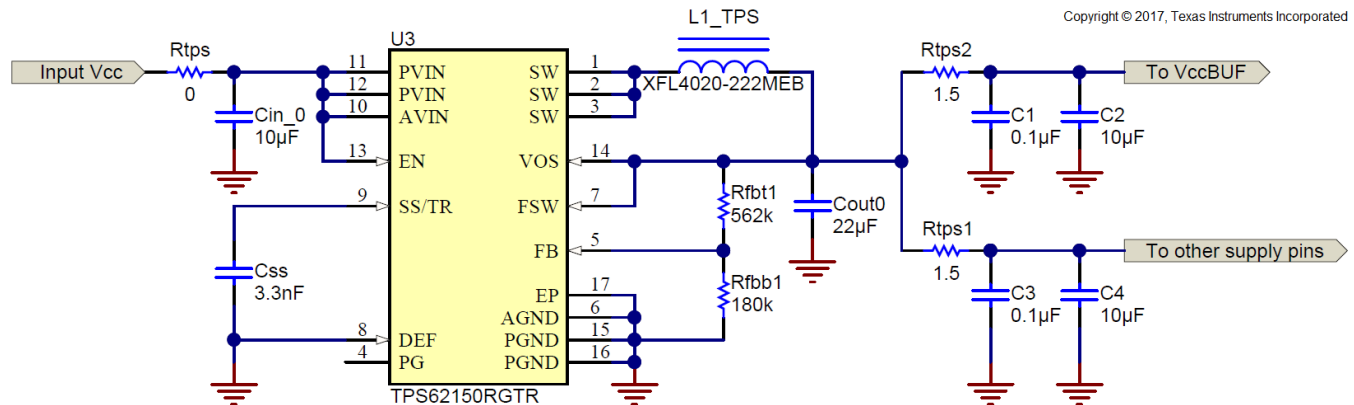 Copyright © 2017, Texas Instruments Incorporated
L1_TPS
XFL4020-222MEB
Input Vcc
Rtps
0
Cin_0
10µF
Css
3.3nF
U3
11 PVIN SW 1
12 PVIN SW 2
10 AVIN SW 3
13 EN VOS 14
9 SS/TR FSW 7
FB 5
EP 17
AGND 6
8 DEF PGND 15
4 PG PGND 16
TPS62150RGTR
Rfbt1
562k
Rfbb1
180k
Cout0
22µF
Rtps2
1.5
C1
0.1µF
C2
10µF
To VccBUF
Rtps1
1.5
C3
0.1µF
C4
10µF
To other supply pins